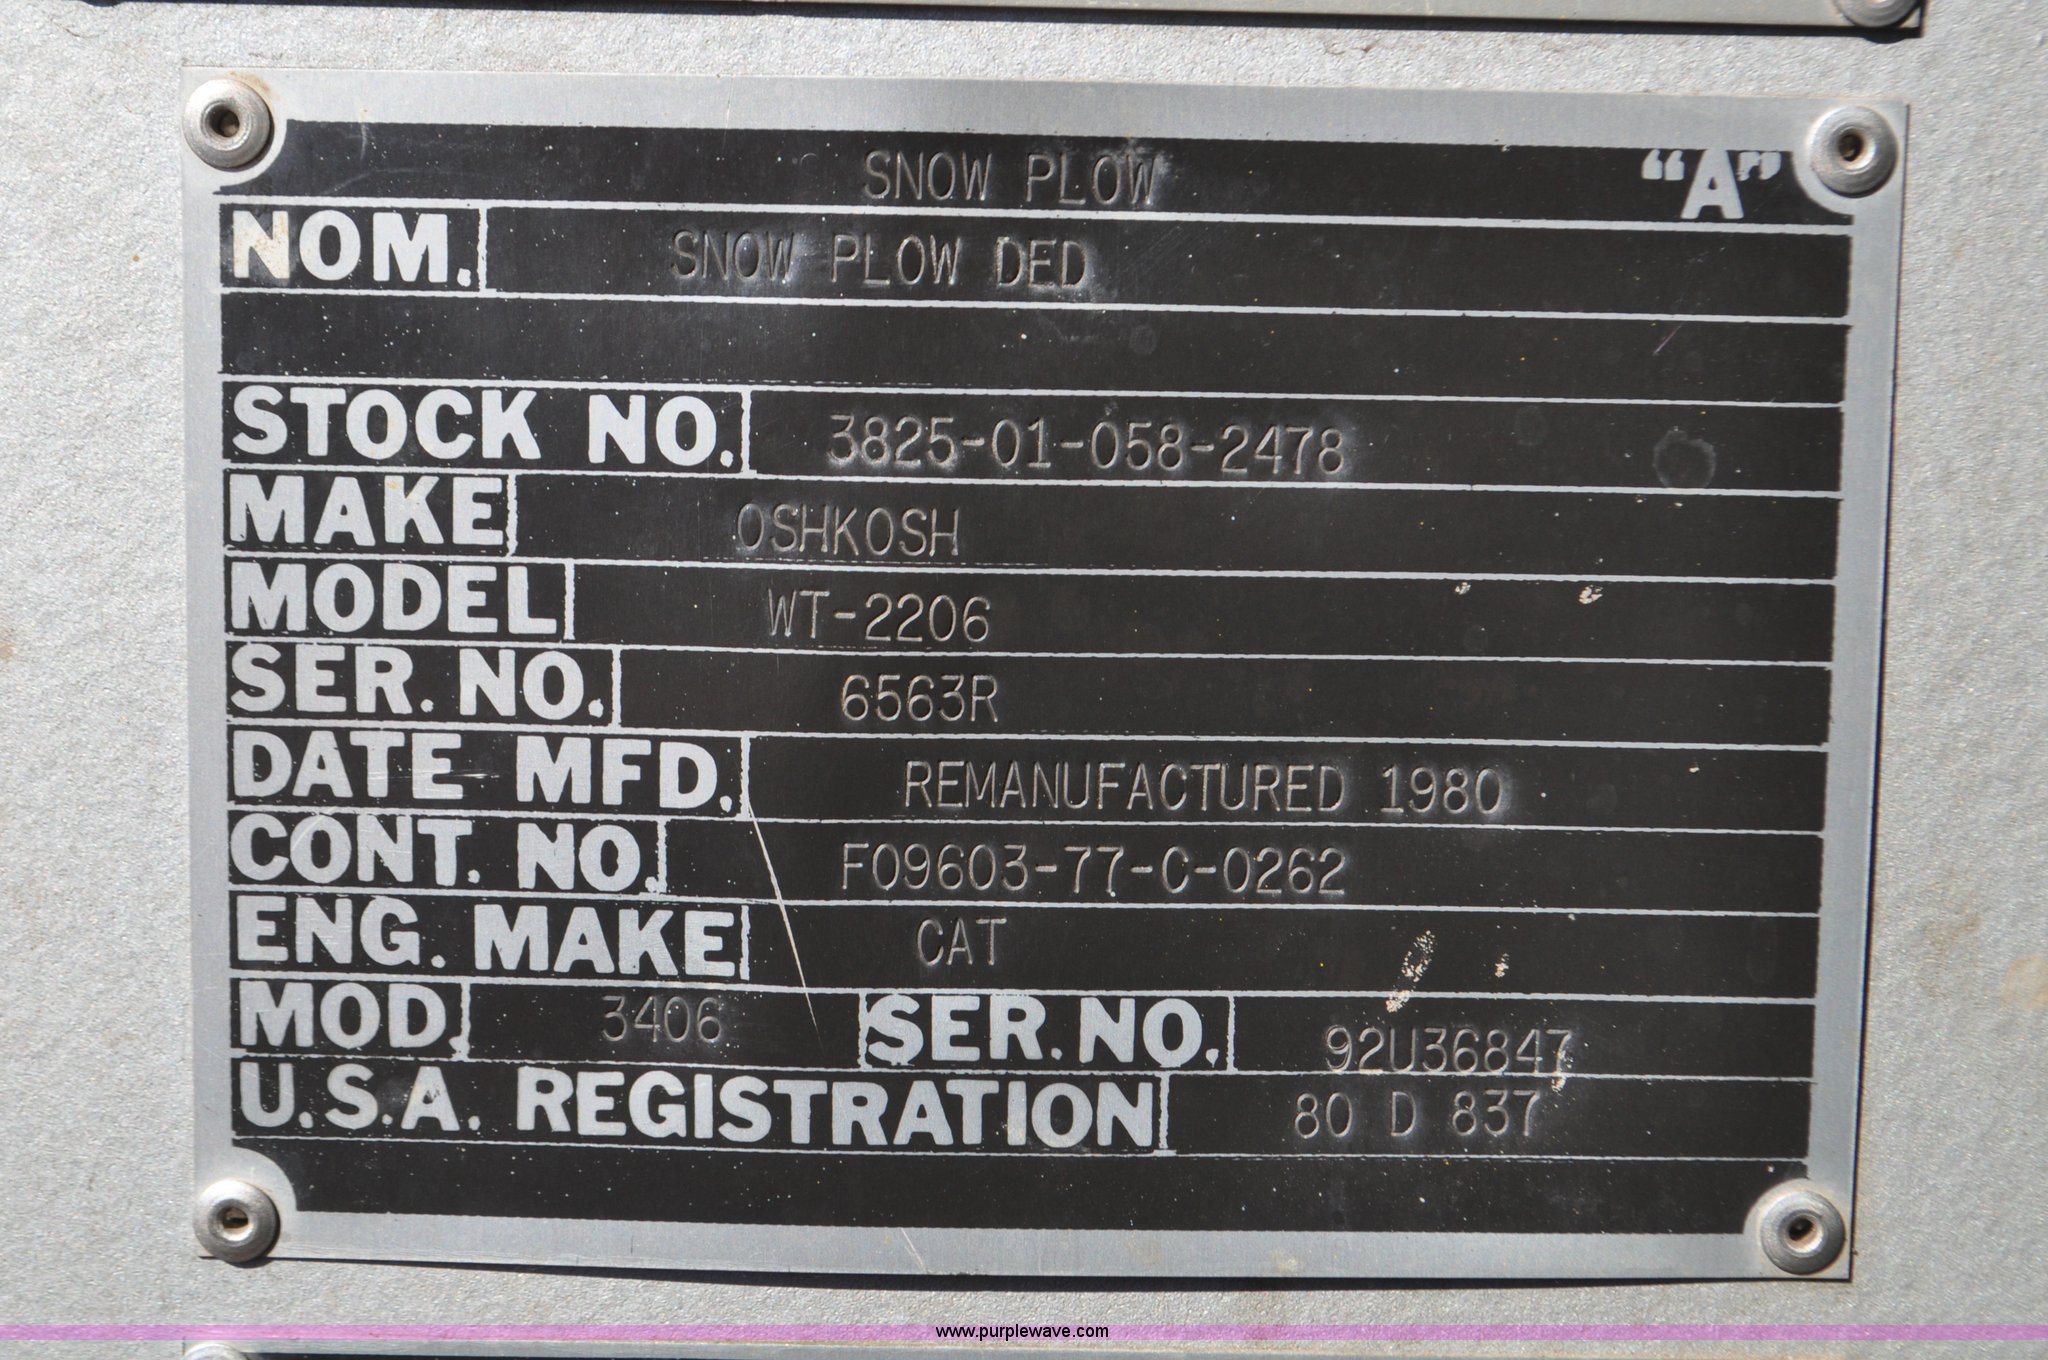 SNOW PLOW "A"
NOM. SNOW PLOW DED
STOCK NO. 3825-01-058-2478
MAKE OSHKOSH
MODEL WT-2206
SER. NO. 6563R
DATE MFD. REMANUFACTURED 1980
CONT. NO. F09603-77-C-0262
ENG. MAKE CAT
MOD. 3406 SER. NO. 92U36847
U.S.A. REGISTRATION 80 D 837
www.purplewave.com